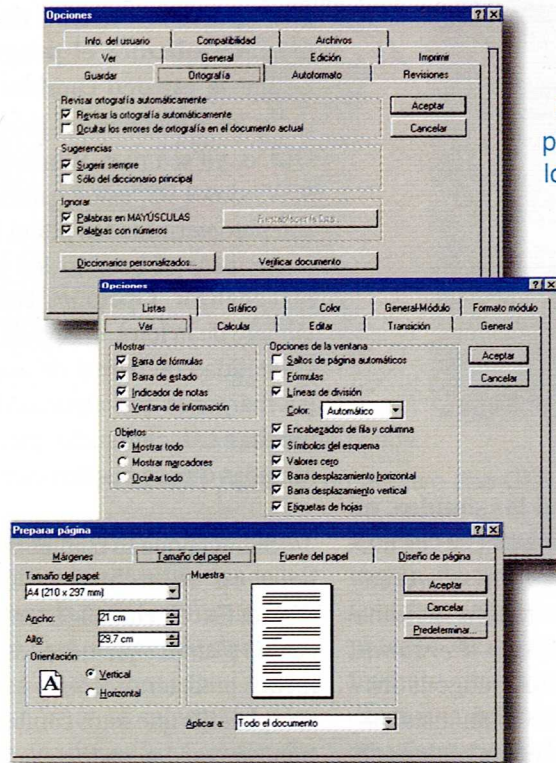 Opciones
Info. del usuario Compatibilidad Archivos
Ver General Edición Imprimir
Guardar Ortografía Autoformato Revisiones
Revisar ortografía automáticamente
Revisar la ortografía automáticamente
Ocultar los errores de ortografía en el documento actual
Aceptar
Cancelar
Sugerencias
Sugerir siempre
Sólo del diccionario principal
Ignorar
Palabras en MAYÚSCULAS
Palabras con números
Diccionarios personalizados... Verificar documento
p
lo
Opciones
Listas Gráfico Color General-Módulo Formato módulo
Ver Calcular Editar Transición General
Mostrar
Barra de fórmulas
Barra de estado
Indicador de notas
Ventana de información
Objetos
Mostrar todo
Mostrar marcadores
Ocultar todo
Opciones de la ventana
Saltos de página automáticos
Fórmulas
Líneas de división
Color: Automático
Encabezados de fila y columna
Símbolos del esquema
Valores cero
Barra desplazamiento horizontal
Barra desplazamiento vertical
Etiquetas de hojas
Aceptar
Cancelar
Preparar página
Márgenes Tamaño del papel Fuente del papel Diseño de página
Tamaño del papel:
A4 (210 x 297 mm)
Ancho: 21 cm
Alto: 29,7 cm
Orientación
A
Vertical
Horizontal
Muestra
Aplicar a: Todo el documento
Aceptar
Cancelar
Predeterminar...